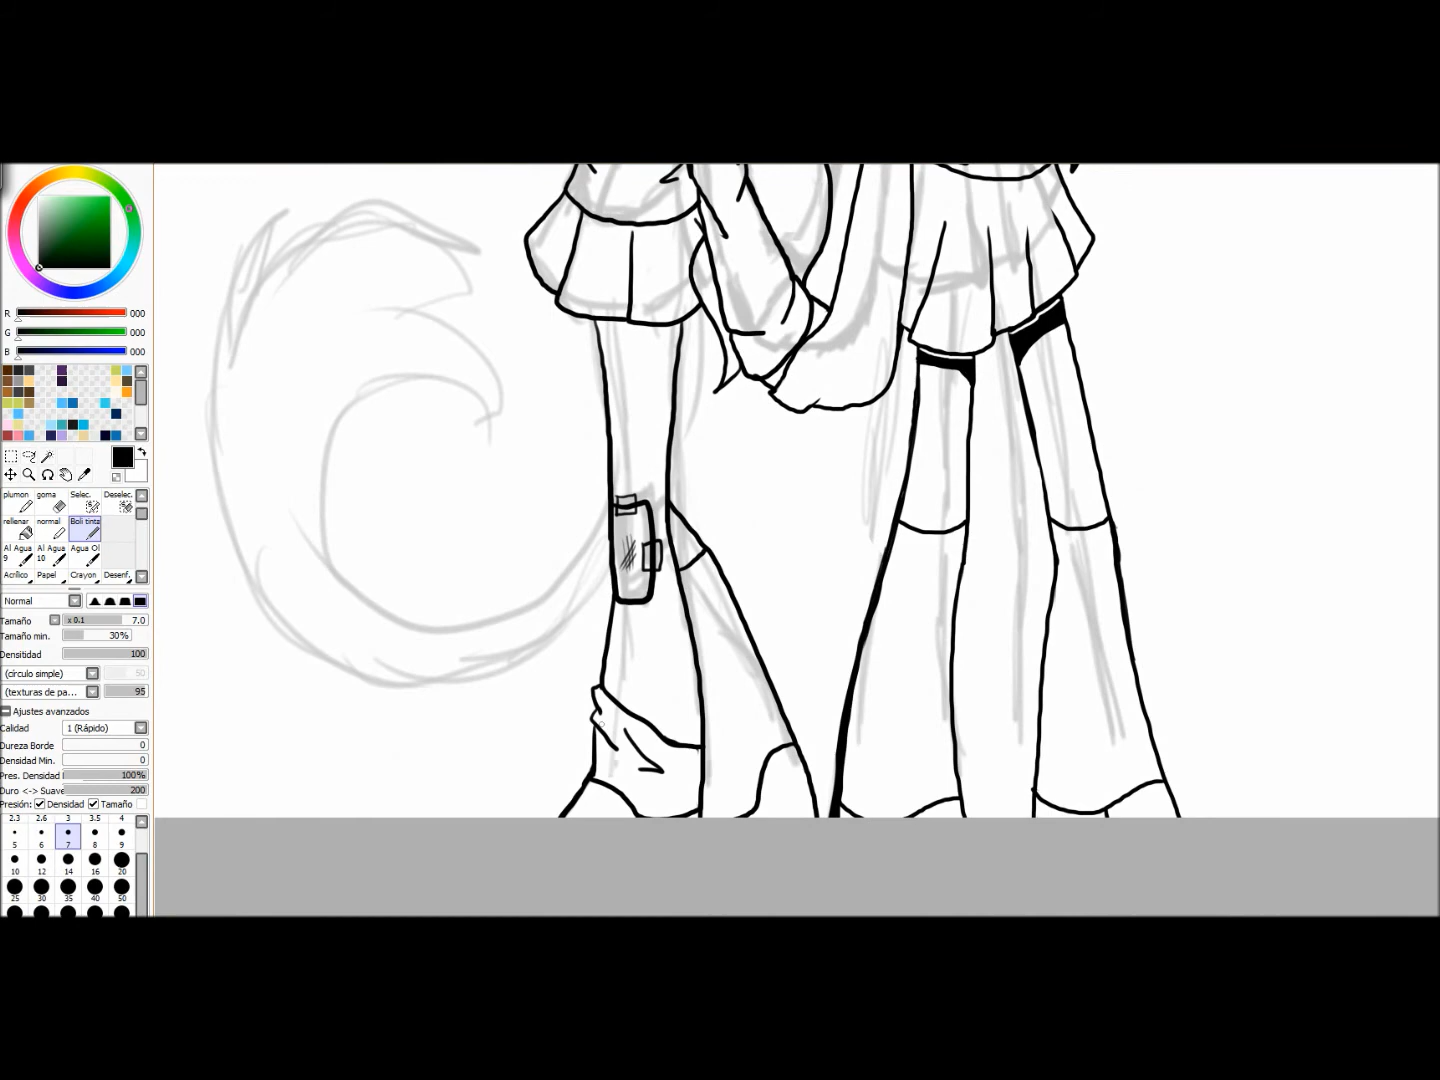 R 000
G 000
B 000
plumon goma Selec. Deselec.
rellenar normal Boli tinta
Al Agua 9 Al Agua 10 Agua Ol
Acrílico Papel Crayon Desenf.
Normal
Tamaño x 0.1 7.0
Tamaño min. 30%
Densitidad 100
(círculo simple) 50
(texturas de pa... 95
Ajustes avanzados
Calidad 1 (Rápido)
Dureza Borde 0
Densidad Min. 0
Pres. Densidad 100%
Duro <-> Suave 200
Presión: Densidad Tamaño
2.3 2.6 3 3.5 4
5 6 7 8 9
10 12 14 16 20
25 30 35 40 50